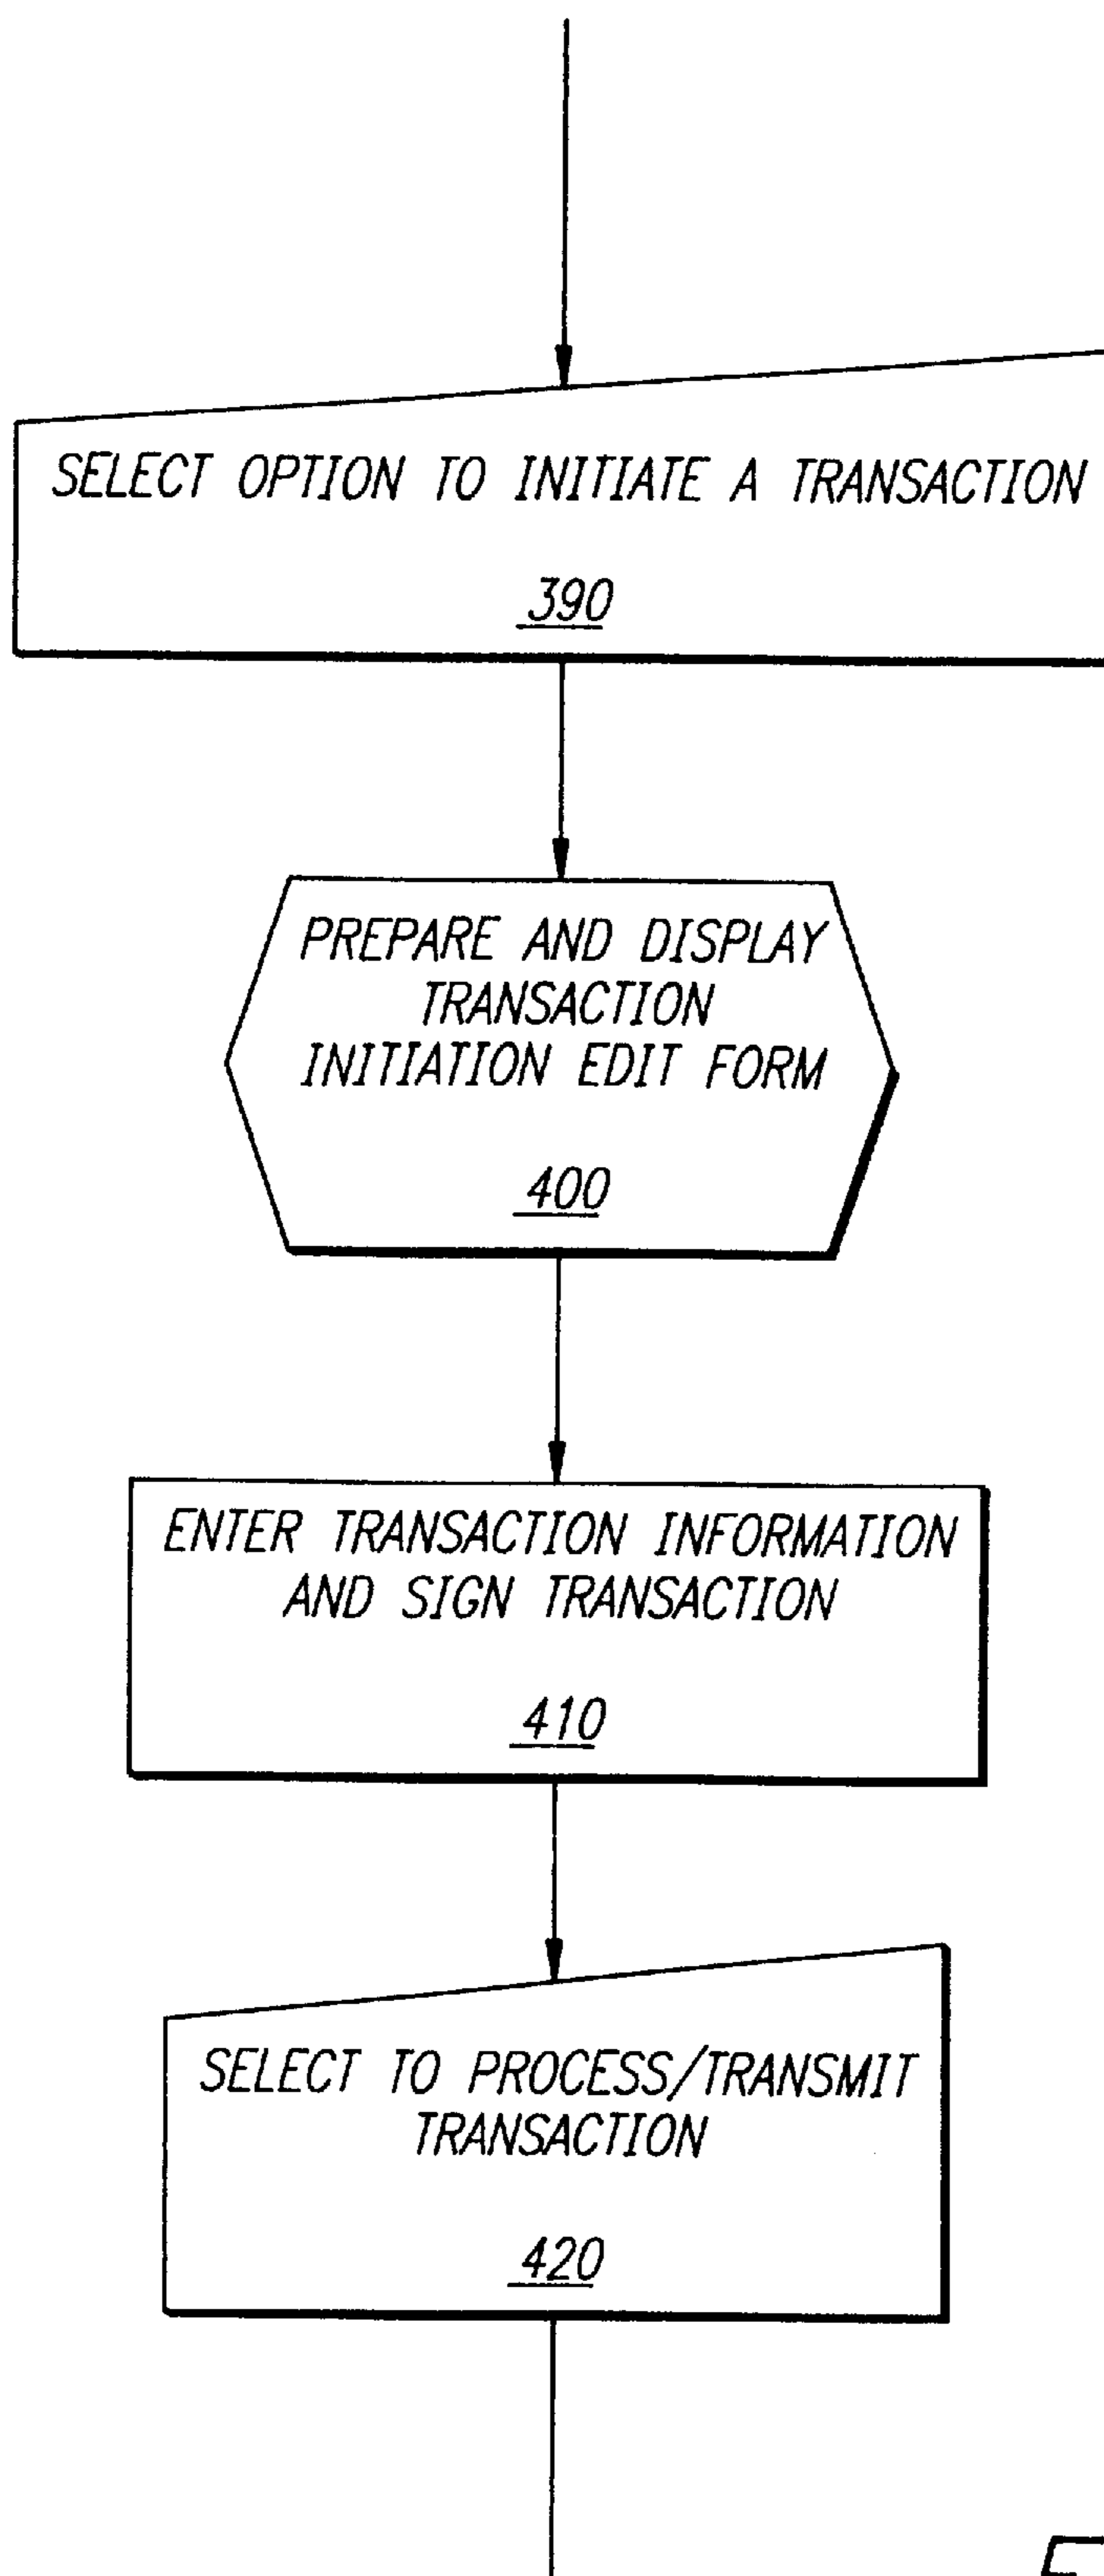 SELECT OPTION TO INITIATE A TRANSACTION
390
PREPARE AND DISPLAY
TRANSACTION
INITIATION EDIT FORM
400
ENTER TRANSACTION INFORMATION
AND SIGN TRANSACTION
410
SELECT TO PROCESS/TRANSMIT
TRANSACTION
420